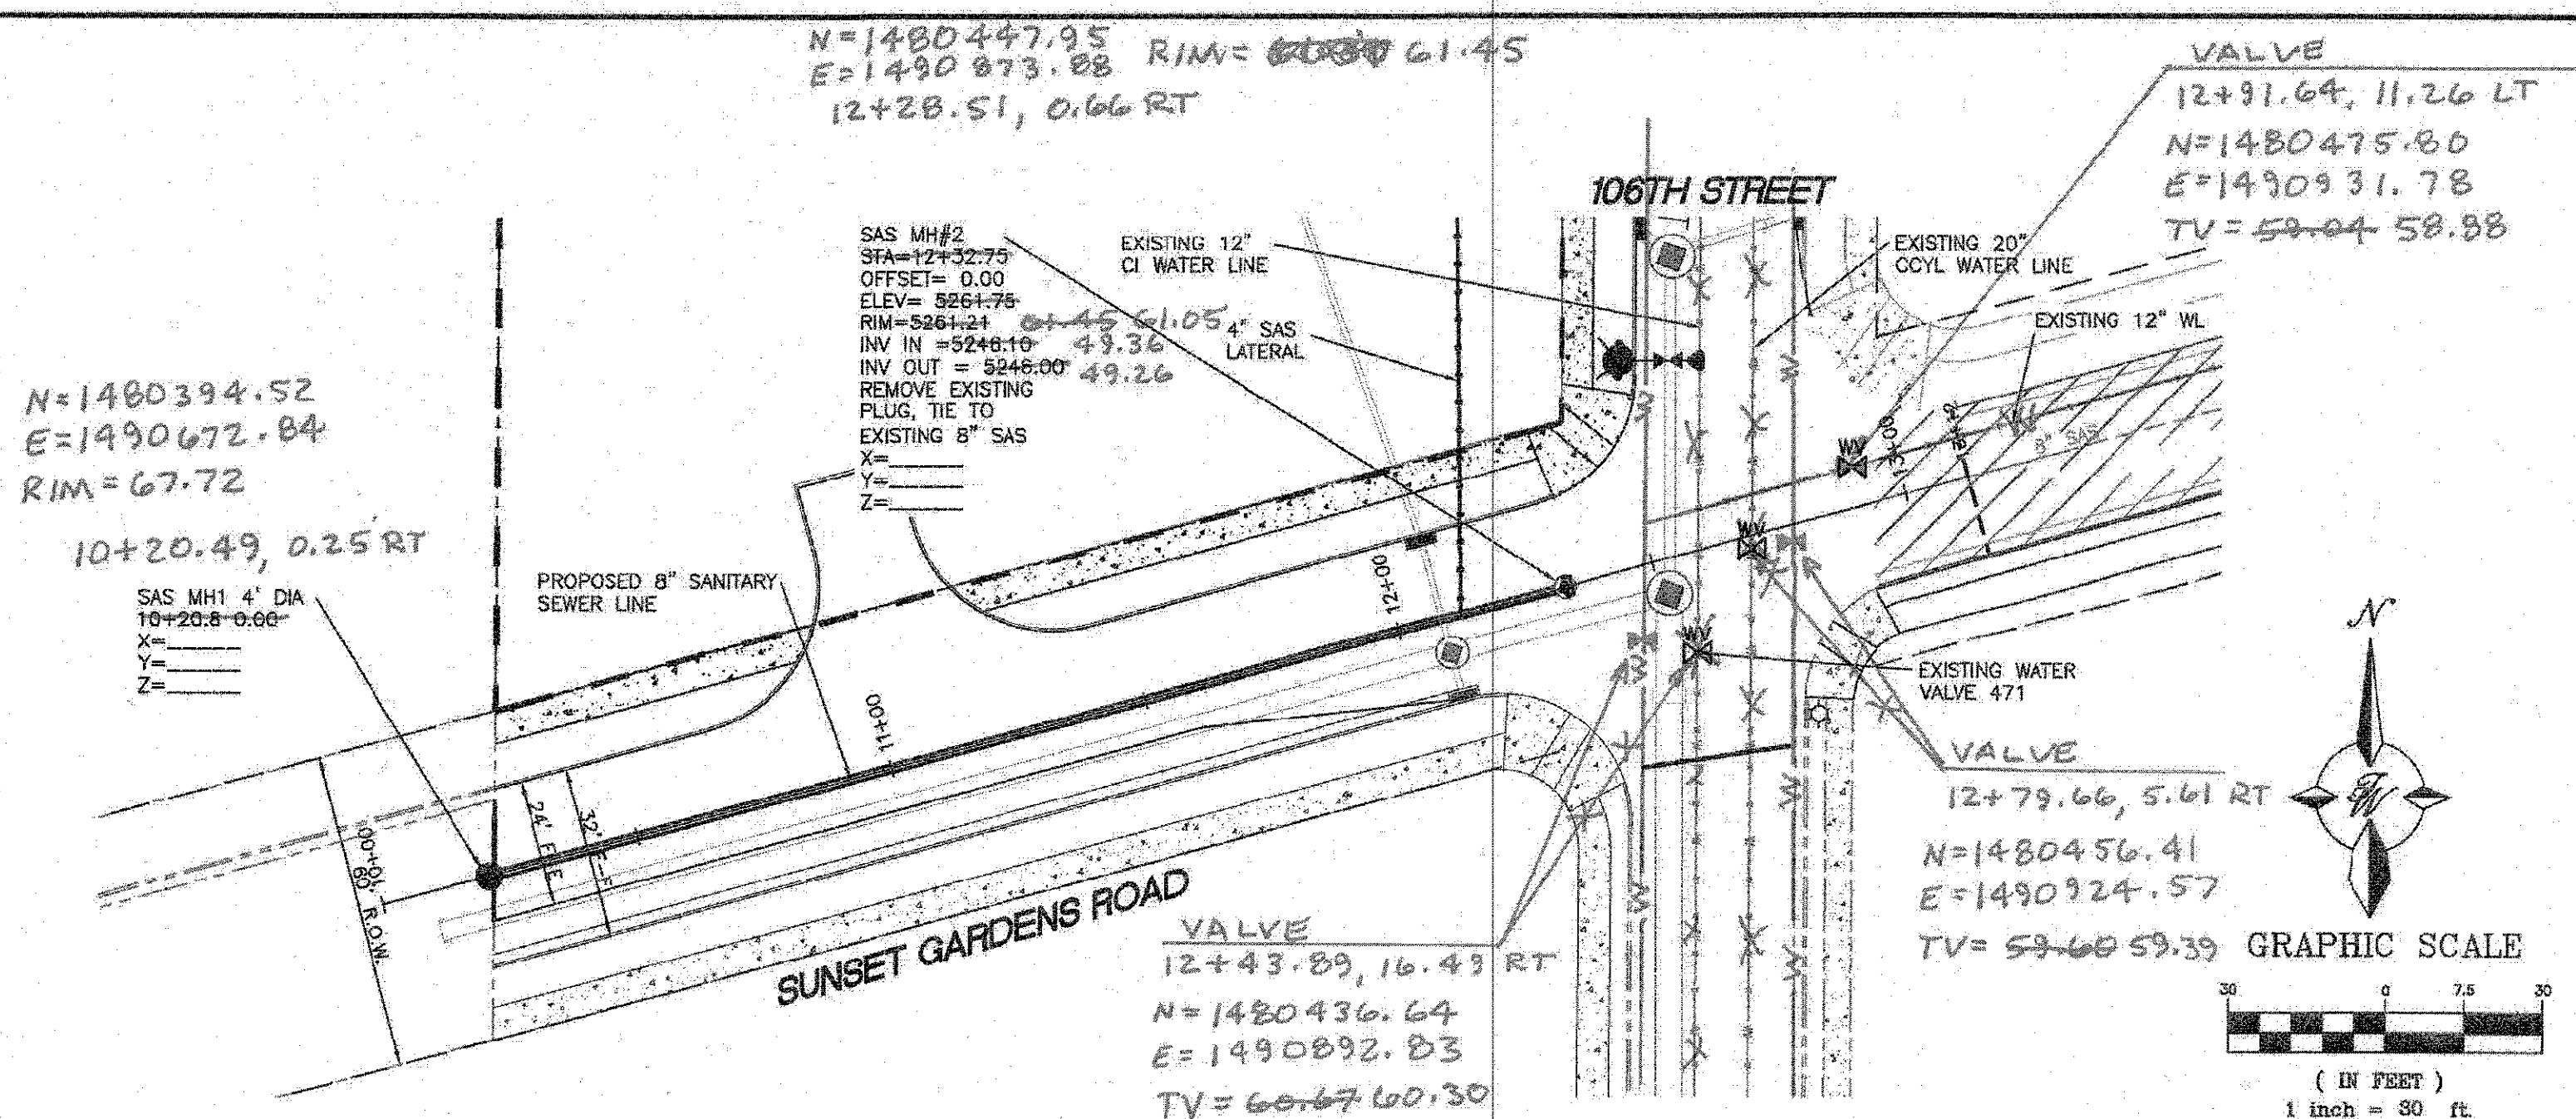 N=1480447.95
E=1490873.88
RIM= 61.45
12+28.51, 0.66 RT
VALVE
12+91.64, 11.26 LT
N=1480475.80
E=1490931.78
TV= 59.04 58.98
106TH STREET
SAS MH#2
STA=12+32.75
OFFSET= 0.00
ELEV= 5261.75
RIM=5261.21 61.45 61.05
INV IN =5246.10 49.36
INV OUT = 5246.00 49.26
REMOVE EXISTING
PLUG, TIE TO
EXISTING 8" SAS
X=______
Y=______
Z=______
EXISTING 12"
CI WATER LINE
4" SAS
LATERAL
EXISTING 20"
CCYL WATER LINE
EXISTING 12" WL
N=1480394.52
E=1490672.84
RIM=67.72
10+20.49, 0.25' RT
SAS MH1 4' DIA
10+20.8 0.00
X=______
Y=______
Z=______
PROPOSED 8" SANITARY
SEWER LINE
10+00
11+00
12+00
13+00
8" SAS
WV
WV
WV
W
W
W
W
W
W
24' E-E
32' F-F
60' R.O.W.
EXISTING WATER
VALVE 471
SUNSET GARDENS ROAD
VALVE
12+79.66, 5.61 RT
N=1480456.41
E=1490924.57
TV= 59.60 59.39
VALVE
12+43.89, 16.49 RT
N=1480436.64
E=1490892.83
TV= 60.67 60.30
N
GRAPHIC SCALE
30 0 7.5 30
( IN FEET )
1 inch = 30 ft.